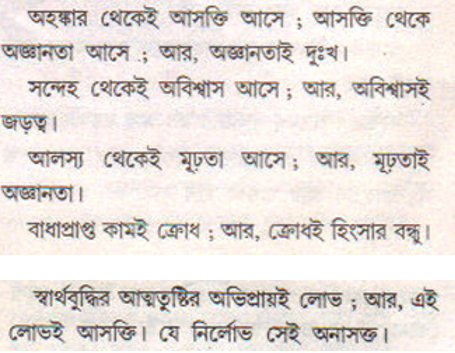 অহঙ্কার থেকেই আসক্তি আসে ; আসক্তি থেকে
অজ্ঞানতা আসে ; আর, অজ্ঞানতাই দুঃখ।
সন্দেহ থেকেই অবিশ্বাস আসে ; আর, অবিশ্বাসই
জড়ত্ব।
আলস্য থেকেই মূঢ়তা আসে ; আর, মূঢ়তাই
অজ্ঞানতা।
বাধাপ্রাপ্ত কামই ক্রোধ ; আর, ক্রোধই হিংসার বন্ধু।
স্বার্থবুদ্ধির আত্মতুষ্টির অভিপ্রায়ই লোভ ; আর, এই
লোভই আসক্তি। যে নির্লোভ সেই অনাসক্ত।